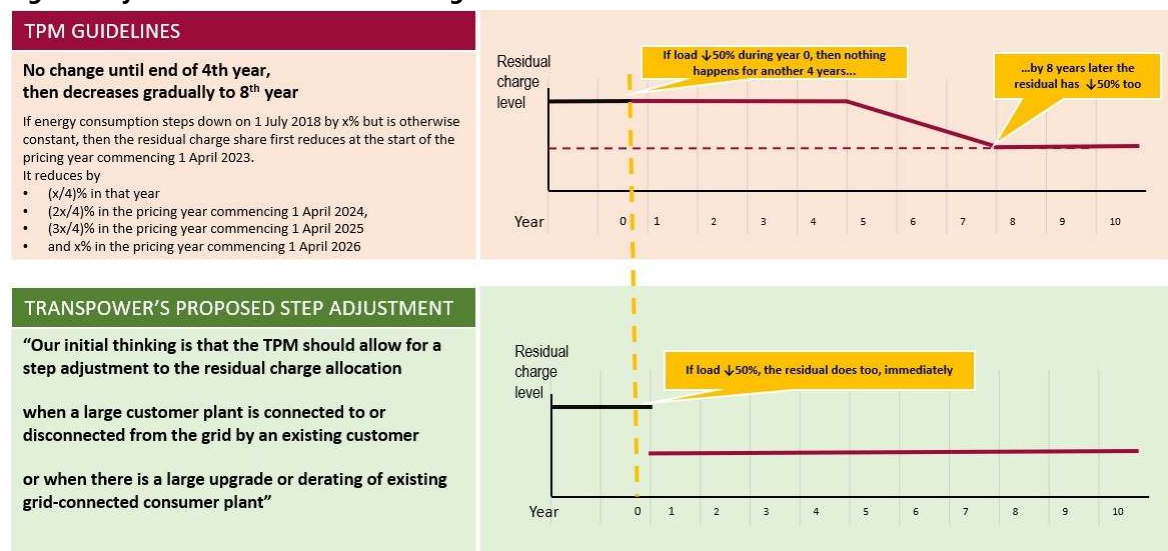 TPM GUIDELINES
No change until end of 4th year,
then decreases gradually to 8th year
If energy consumption steps down on 1 July 2018 by x% but is otherwise
constant, then the residual charge share first reduces at the start of the
pricing year commencing 1 April 2023.
It reduces by
• (x/4)% in that year
• (2x/4)% in the pricing year commencing 1 April 2024,
• (3x/4)% in the pricing year commencing 1 April 2025
• and x% in the pricing year commencing 1 April 2026
Residual
charge
level
If load ↓50% during year 0, then nothing
happens for another 4 years...
...by 8 years later the
residual has ↓50% too
Year 0 1 2 3 4 5 6 7 8 9 10
TRANSPOWER'S PROPOSED STEP ADJUSTMENT
“Our initial thinking is that the TPM should allow for a
step adjustment to the residual charge allocation
when a large customer plant is connected to or
disconnected from the grid by an existing customer
or when there is a large upgrade or derating of existing
grid-connected consumer plant”
Residual
charge
level
If load ↓50%, the residual does too, immediately
Year 0 1 2 3 4 5 6 7 8 9 10